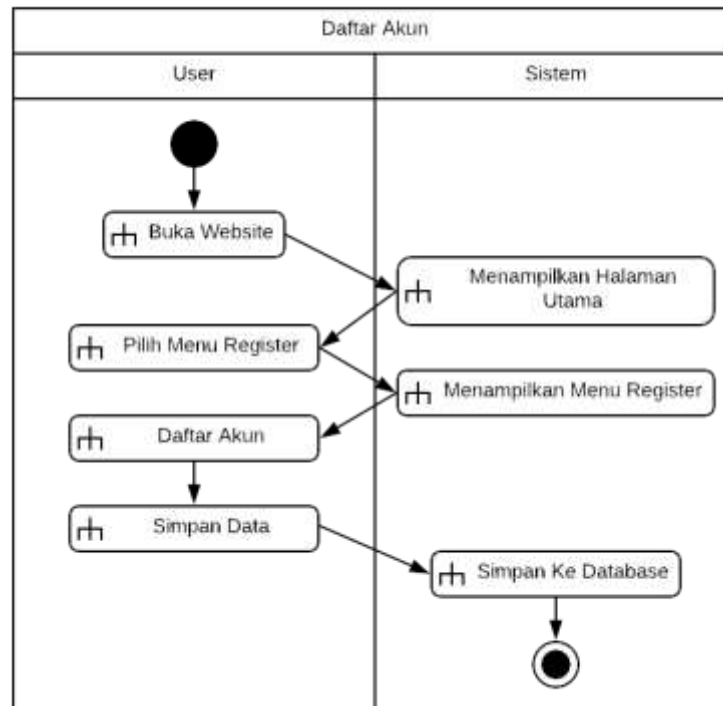 Daftar Akun
User
Sistem
Buka Website
Menampilkan Halaman
Utama
Pilih Menu Register
Menampilkan Menu Register
Daftar Akun
Simpan Data
Simpan Ke Database